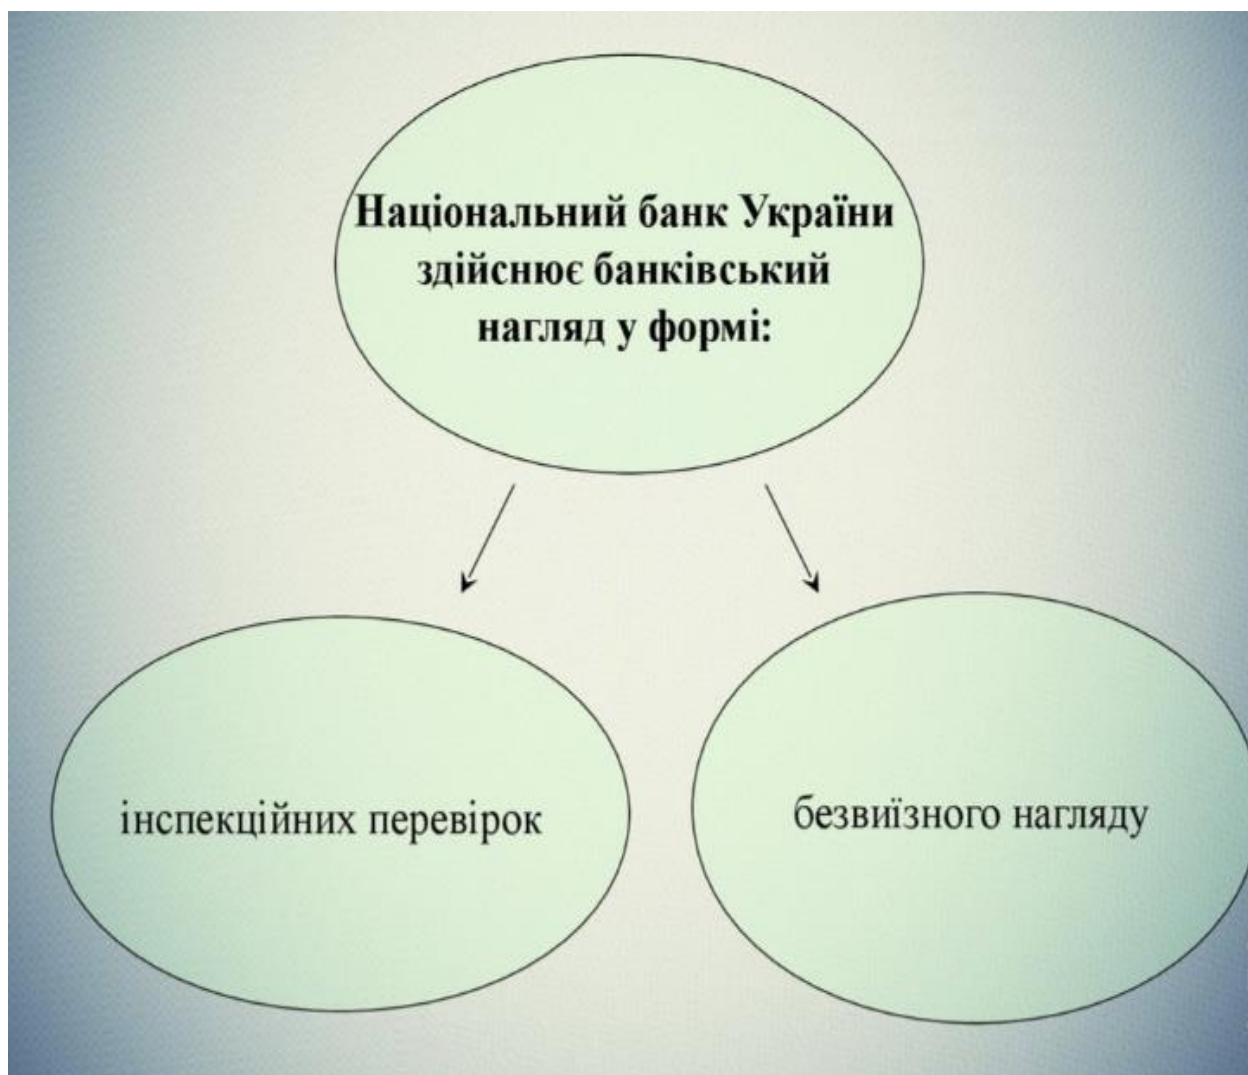 Національний банк України
здійснює банківський
нагляд у формі:
інспекційних перевірок
безвиїзного нагляду